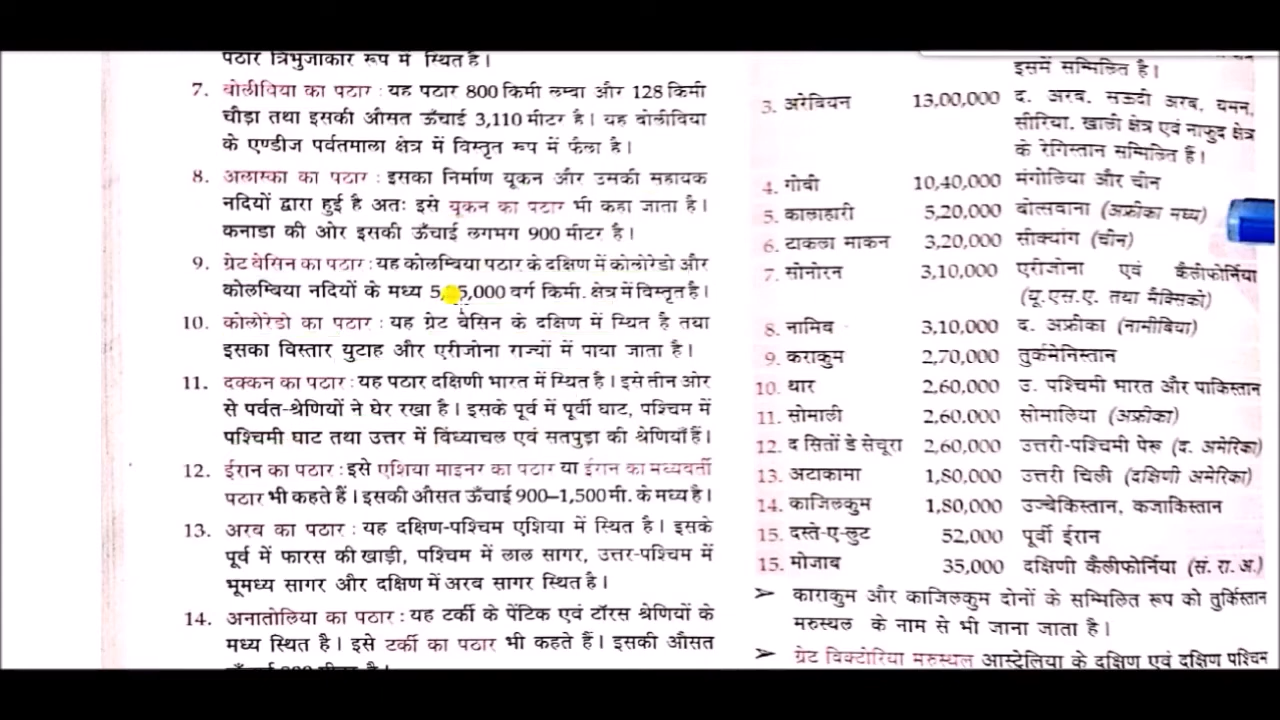 पठार त्रिभुजाकार रूप में स्थित है।
7. बोलीविया का पठार : यह पठार 800 किमी लम्बा और 128 किमी
चौड़ा तथा इसकी औसत ऊँचाई 3,110 मीटर है। यह बोलीविया
के एण्डीज पर्वतमाला क्षेत्र में विस्तृत रूप में फैला है।
8. अलास्का का पठार : इसका निर्माण यूकन और उसकी सहायक
नदियों द्वारा हुई है अतः इसे यूकन का पठार भी कहा जाता है।
कनाडा की ओर इसकी ऊँचाई लगभग 900 मीटर है।
9. ग्रेट बेसिन का पठार : यह कोलम्बिया पठार के दक्षिण में कोलोरेडो और
कोलम्बिया नदियों के मध्य वर्ग किमी. क्षेत्र में विस्तृत है।
10. कोलोरेडो का पठार : यह ग्रेट बेसिन के दक्षिण में स्थित है तथा
इसका विस्तार युटाह और एरीजोना राज्यों में पाया जाता है।
11. दक्कन का पठार : यह पठार दक्षिणी भारत में स्थित है। इसे तीन ओर
से पर्वत-श्रेणियों ने घेर रखा है। इसके पूर्व में पूर्वी घाट, पश्चिम में
पश्चिमी घाट तथा उत्तर में विंध्याचल एवं सतपुड़ा की श्रेणियाँ हैं।
12. ईरान का पठार : इसे एशिया माइनर का पठार या ईरान का मध्यवर्ती
पठार भी कहते हैं। इसकी औसत ऊँचाई 900–1,500 मी. के मध्य है।
13. अरब का पठार : यह दक्षिण-पश्चिम एशिया में स्थित है। इसके
पूर्व में फारस की खाड़ी, पश्चिम में लाल सागर, उत्तर-पश्चिम में
भूमध्य सागर और दक्षिण में अरब सागर स्थित है।
14. अनातोलिया का पठार : यह टर्की के पेंटिक एवं टॉरस श्रेणियों के
मध्य स्थित है। इसे टर्की का पठार भी कहते हैं। इसकी औसत
इसमें सम्मिलित है।
3. अरेबियन 13,00,000 द. अरब, सऊदी अरब, यमन,
सीरिया, खाली क्षेत्र एवं नाफुद क्षेत्र
के रेगिस्तान सम्मिलित हैं।
4. गोबी 10,40,000 मंगोलिया और चीन
5. कालाहारी 5,20,000 बोत्सवाना (अफ्रीका मध्य)
6. टाकला माकन 3,20,000 सीक्यांग (चीन)
7. सोनोरन 3,10,000 एरीजोना एवं कैलीफोर्निया
(यू.एस.ए. तथा मैक्सिको)
8. नामिब 3,10,000 द. अफ्रीका (नामीबिया)
9. कराकुम 2,70,000 तुर्कमेनिस्तान
10. थार 2,60,000 उ. पश्चिमी भारत और पाकिस्तान
11. सोमाली 2,60,000 सोमालिया (अफ्रीका)
12. द सितों डे सेचूरा 2,60,000 उत्तरी-पश्चिमी पेरू (द. अमेरिका)
13. अटाकामा 1,80,000 उत्तरी चिली (दक्षिणी अमेरिका)
14. काजिलकुम 1,80,000 उज्बेकिस्तान, कजाकिस्तान
15. दस्ते-ए-लुट 52,000 पूर्वी ईरान
15. मोजाब 35,000 दक्षिणी कैलीफोर्निया (सं. रा. अ.)
➢ काराकुम और काजिलकुम दोनों के सम्मिलित रूप को तुर्किस्तान
मरुस्थल के नाम से भी जाना जाता है।
➢ ग्रेट विक्टोरिया मरुस्थल आस्ट्रेलिया के दक्षिण एवं दक्षिण पश्चिम